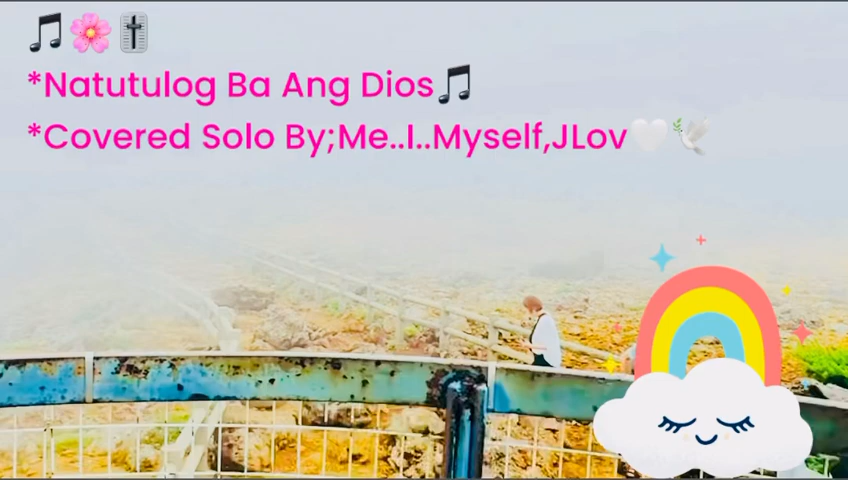 🎵🌸🎚️
*Natutulog Ba Ang Dios🎵
*Covered Solo By;Me..I..Myself,JLov🤍🕊️